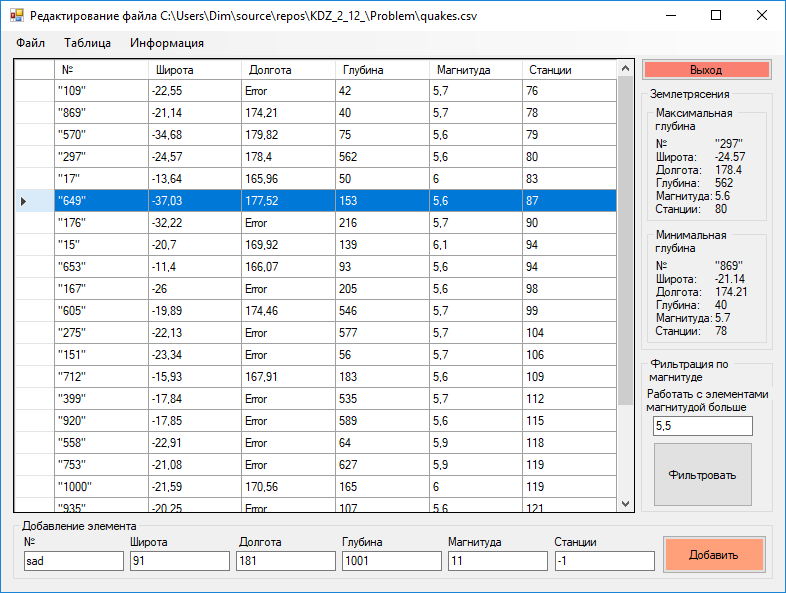 Редактирование файла C:\Users\Dim\source\repos\KDZ_2_12_\Problem\quakes.csv
Файл Таблица Информация
№ Широта Долгота Глубина Магнитуда Станции
"109" -22,55 Error 42 5,7 76
"869" -21,14 174,21 40 5,7 78
"570" -34,68 179,82 75 5,6 79
"297" -24,57 178,4 562 5,6 80
"17" -13,64 165,96 50 6 83
"649" -37,03 177,52 153 5,6 87
"176" -32,22 Error 216 5,7 90
"15" -20,7 169,92 139 6,1 94
"653" -11,4 166,07 93 5,6 94
"167" -26 Error 205 5,6 98
"605" -19,89 174,46 546 5,7 99
"275" -22,13 Error 577 5,7 104
"151" -23,34 Error 56 5,7 106
"712" -15,93 167,91 183 5,6 109
"399" -17,84 Error 535 5,7 112
"920" -17,85 Error 589 5,6 115
"558" -22,91 Error 64 5,9 118
"753" -21,08 Error 627 5,9 119
"1000" -21,59 170,56 165 6 119
"935" -20,25 Error 107 5,6 121
Выход
Землетрясения
Максимальная
глубина
№ "297"
Широта: -24.57
Долгота: 178.4
Глубина: 562
Магнитуда: 5.6
Станции: 80
Минимальная
глубина
№ "869"
Широта: -21.14
Долгота: 174.21
Глубина: 40
Магнитуда: 5.7
Станции: 78
Фильтрация по
магнитуде
Работать с элементами
магнитудой больше
5,5
Фильтровать
Добавление элемента
№ Широта Долгота Глубина Магнитуда Станции
sad 91 181 1001 11 -1
Добавить